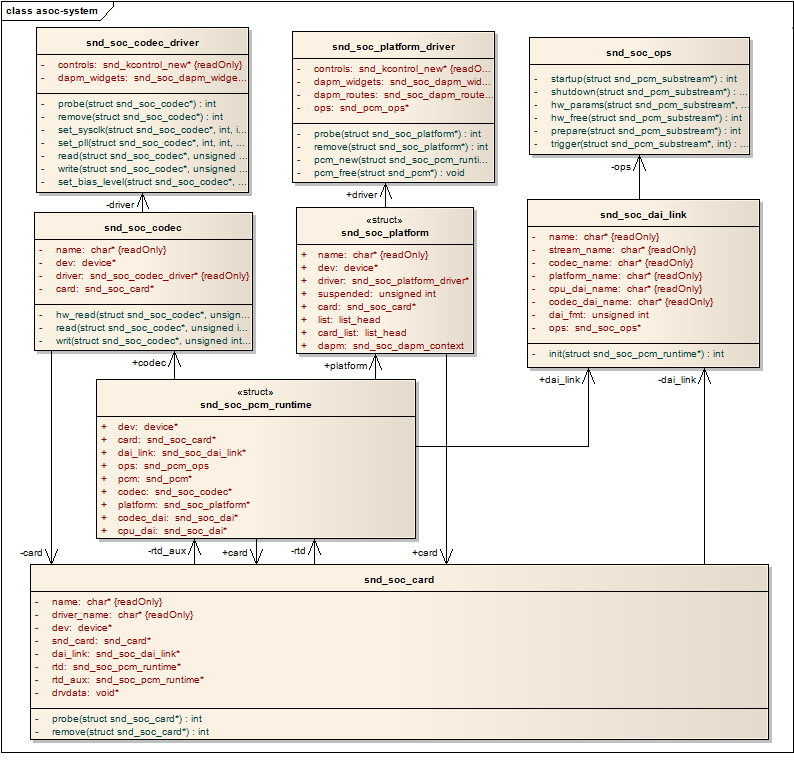 class asoc-system
snd_soc_codec_driver
- controls: snd_kcontrol_new* {readOnly}
- dapm_widgets: snd_soc_dapm_widge...
- probe(struct snd_soc_codec*) : int
- remove(struct snd_soc_codec*) : int
- set_sysclk(struct snd_soc_codec*, int, i...
- set_pll(struct snd_soc_codec*, int, int, ...
- read(struct snd_soc_codec*, unsigned ...
- write(struct snd_soc_codec*, unsigned ...
- set_bias_level(struct snd_soc_codec*, ...
snd_soc_platform_driver
- controls: snd_kcontrol_new* {readO...
- dapm_widgets: snd_soc_dapm_wid...
- dapm_routes: snd_soc_dapm_route...
- ops: snd_pcm_ops*
- probe(struct snd_soc_platform*) : int
- remove(struct snd_soc_platform*) : int
- pcm_new(struct snd_soc_pcm_runti...
- pcm_free(struct snd_pcm*) : void
snd_soc_ops
- startup(struct snd_pcm_substream*) : int
- shutdown(struct snd_pcm_substream*) : ...
- hw_params(struct snd_pcm_substream*, ...
- hw_free(struct snd_pcm_substream*) : int
- prepare(struct snd_pcm_substream*) : int
- trigger(struct snd_pcm_substream*, int) : ...
-driver
+driver
-ops
snd_soc_codec
- name: char* {readOnly}
- dev: device*
- driver: snd_soc_codec_driver* {readOnly}
- card: snd_soc_card*
- hw_read(struct snd_soc_codec*, unsign...
- read(struct snd_soc_codec*, unsigned i...
- writ(struct snd_soc_codec*, unsigned int...
«struct»
snd_soc_platform
+ name: char* {readOnly}
+ dev: device*
+ driver: snd_soc_platform_driver*
+ suspended: unsigned int
+ card: snd_soc_card*
+ list: list_head
+ card_list: list_head
+ dapm: snd_soc_dapm_context
snd_soc_dai_link
- name: char* {readOnly}
- stream_name: char* {readOnly}
- codec_name: char* {readOnly}
- platform_name: char* {readOnly}
- cpu_dai_name: char* {readOnly}
- codec_dai_name: char* {readOnly}
- dai_fmt: unsigned int
- ops: snd_soc_ops*
- init(struct snd_soc_pcm_runtime*) : int
+codec
+platform
+dai_link
-dai_link
«struct»
snd_soc_pcm_runtime
+ dev: device*
+ card: snd_soc_card*
+ dai_link: snd_soc_dai_link*
+ ops: snd_pcm_ops
+ pcm: snd_pcm*
+ codec: snd_soc_codec*
+ platform: snd_soc_platform*
+ codec_dai: snd_soc_dai*
+ cpu_dai: snd_soc_dai*
-card
-rtd_aux
+card
-rtd
+card
snd_soc_card
- name: char* {readOnly}
- driver_name: char* {readOnly}
- dev: device*
- snd_card: snd_card*
- dai_link: snd_soc_dai_link*
- rtd: snd_soc_pcm_runtime*
- rtd_aux: snd_soc_pcm_runtime*
- drvdata: void*
- probe(struct snd_soc_card*) : int
- remove(struct snd_soc_card*) : int